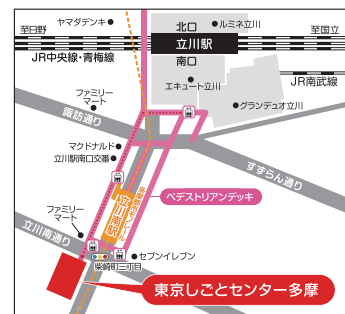 ヤマダデンキ
北口
ルミネ立川
至日野
立川駅
至国立
JR中央線・青梅線
南口
JR南武線
エキュート立川
ファミリー
マート
グランデュオ立川
諏訪通り
マクドナルド
立川駅南口交番
すずらん通り
多摩都市モノレール
立川南駅
ペデストリアンデッキ
ファミリー
マート
立川南通り
セブンイレブン
柴崎町三丁目
東京しごとセンター多摩